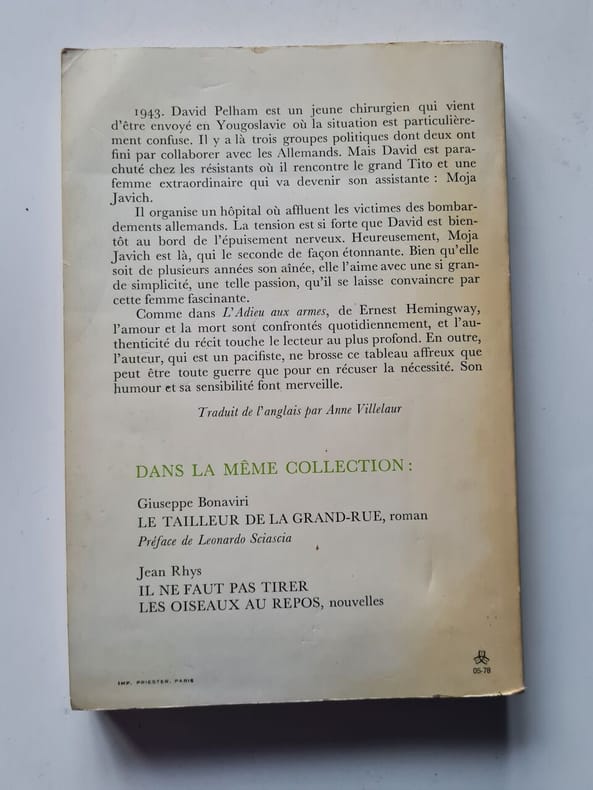 1943. David Pelham est un jeune chirurgien qui vient
d'être envoyé en Yougoslavie où la situation est particulière-
ment confuse. Il y a là trois groupes politiques dont deux ont
fini par collaborer avec les Allemands. Mais David est para-
chuté chez les résistants où il rencontre le grand Tito et une
femme extraordinaire qui va devenir son assistante : Moja
Javich.
Il organise un hôpital où affluent les victimes des bombar-
dements allemands. La tension est si forte que David est bien-
tôt au bord de l'épuisement nerveux. Heureusement, Moja
Javich est là, qui le seconde de façon étonnante. Bien qu'elle
soit de plusieurs années son aînée, elle l'aime avec une si gran-
de simplicité, une telle passion, qu'il se laisse convaincre par
cette femme fascinante.
Comme dans L'Adieu aux armes, de Ernest Hemingway,
l'amour et la mort sont confrontés quotidiennement, et l'au-
thenticité du récit touche le lecteur au plus profond. En outre,
l'auteur, qui est un pacifiste, ne brosse ce tableau affreux que
peut être toute guerre que pour en récuser la nécessité. Son
humour et sa sensibilité font merveille.
Traduit de l'anglais par Anne Villelaur
DANS LA MÊME COLLECTION :
Giuseppe Bonaviri
LE TAILLEUR DE LA GRAND-RUE, roman
Préface de Leonardo Sciascia
Jean Rhys
IL NE FAUT PAS TIRER
LES OISEAUX AU REPOS, nouvelles
IMP. PRIESTER, PARIS
05-78